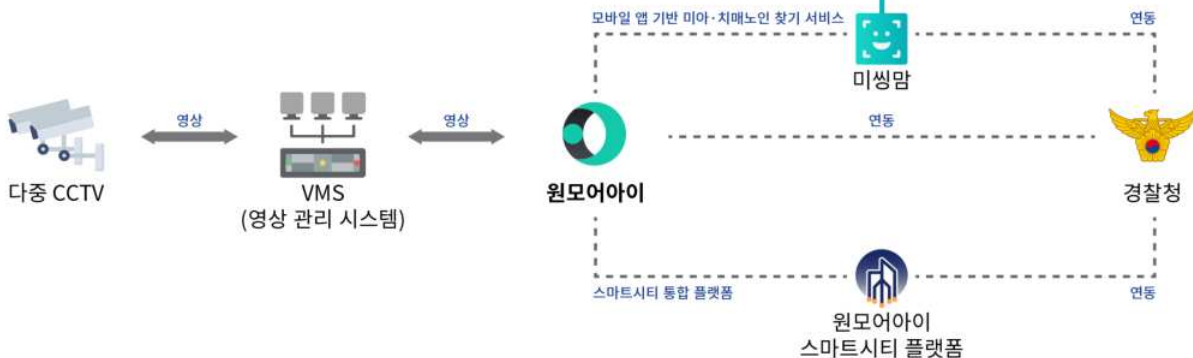 모바일 앱 기반 미아·치매노인 찾기 서비스
연동
미씽맘
영상
영상
연동
다중 CCTV
VMS
(영상 관리 시스템)
원모어아이
경찰청
스마트시티 통합 플랫폼
연동
원모어아이
스마트시티 플랫폼